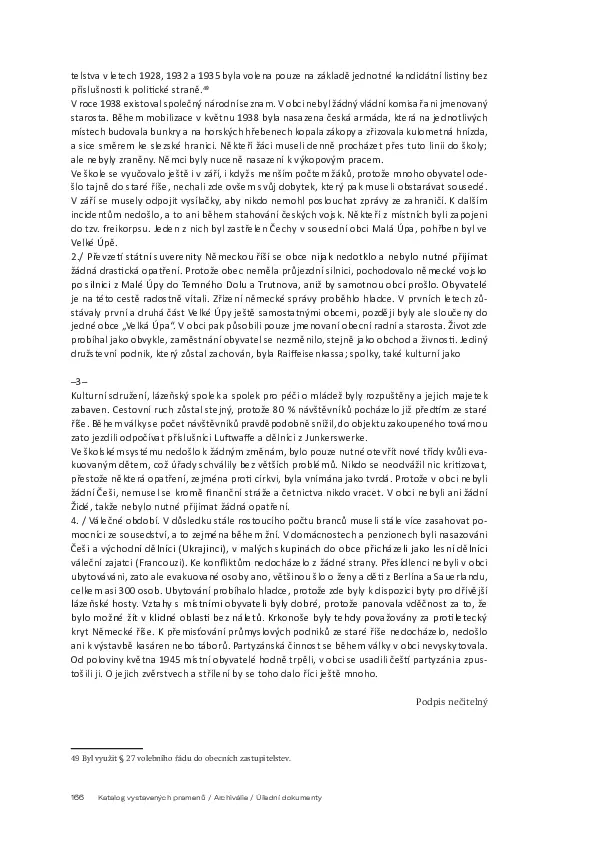 telstva v letech 1928, 1932 a 1935 byla volena pouze na základě jednotné kandidátní listiny bez
příslušnosti k politické straně.49
V roce 1938 existoval společný národní seznam. V obci nebyl žádný vládní komisař ani jmenovaný
starosta. Během mobilizace v květnu 1938 byla nasazena česká armáda, která na jednotlivých
místech budovala bunkry a na horských hřebenech kopala zákopy a zřizovala kulometná hnízda,
a sice směrem ke slezské hranici. Někteří žáci museli denně procházet přes tuto linii do školy;
ale nebyly zraněny. Němci byly nuceně nasazeni k výkopovým pracem.
Ve škole se vyučovalo ještě i v září, i když s menším počtem žáků, protože mnoho obyvatel ode-
šlo tajně do staré říše, nechali zde ovšem svůj dobytek, který pak museli obstarávat sousedé.
V září se musely odpojit vysílačky, aby nikdo nemohl poslouchat zprávy ze zahraničí. K dalším
incidentům nedošlo, a to ani během stahování českých vojsk. Někteří z místních byli zapojeni
do tzv. freikorpsu. Jeden z nich byl zastřelen Čechy v sousední obci Malá Úpa, pohřben byl ve
Velké Úpě.
2./ Převzetí státní suverenity Německou říší se obce nijak nedotklo a nebylo nutné přijímat
žádná drastická opatření. Protože obec neměla průjezdní silnici, pochodovalo německé vojsko
po silnici z Malé Úpy do Temného Dolu a Trutnova, aniž by samotnou obcí prošlo. Obyvatelé
je na této cestě radostně vítali. Zřízení německé správy proběhlo hladce. V prvních letech zů-
stávaly první a druhá část Velké Úpy ještě samostatnými obcemi, později byly ale sloučeny do
jedné obce „Velká Úpa“. V obci pak působili pouze jmenovaní obecní radní a starosta. Život zde
probíhal jako obvykle, zaměstnání obyvatel se nezměnilo, stejně jako obchod a živnosti. Jediný
družstevní podnik, který zůstal zachován, byla Raiffeisenkassa; spolky, také kulturní jako
–3–
Kulturní sdružení, lázeňský spolek a spolek pro péči o mládež byly rozpuštěny a jejich majetek
zabaven. Cestovní ruch zůstal stejný, protože 80 % návštěvníků pocházelo již předtím ze staré
říše. Během války se počet návštěvníků pravděpodobně snížil, do objektu zakoupeného továrnou
zato jezdili odpočívat příslušníci Luftwaffe a dělníci z Junkerswerke.
Ve školském systému nedošlo k žádným změnám, bylo pouze nutné otevřít nové třídy kvůli eva-
kuovaným dětem, což úřady schválily bez větších problémů. Nikdo se neodvážil nic kritizovat,
přestože některá opatření, zejména proti církvi, byla vnímána jako tvrdá. Protože v obci nebyli
žádní Češi, nemusel se kromě finanční stráže a četnictva nikdo vracet. V obci nebyli ani žádní
Židé, takže nebylo nutné přijímat žádná opatření.
4. / Válečné období. V důsledku stále rostoucího počtu branců museli stále více zasahovat po-
mocníci ze sousedství, a to zejména během žní. V domácnostech a penzionech byli nasazováni
Češi a východní dělníci (Ukrajinci), v malých skupinách do obce přicházeli jako lesní dělníci
váleční zajatci (Francouzi). Ke konfliktům nedocházelo z žádné strany. Přesídlenci nebyli v obci
ubytováváni, zato ale evakuované osoby ano, většinou šlo o ženy a děti z Berlína a Sauerlandu,
celkem asi 300 osob. Ubytování probíhalo hladce, protože zde byly k dispozici byty pro dřívější
lázeňské hosty. Vztahy s místními obyvateli byly dobré, protože panovala vděčnost za to, že
bylo možné žít v klidné oblasti bez náletů. Krkonoše byly tehdy považovány za protiletecký
kryt Německé říše. K přemisťování průmyslových podniků ze staré říše nedocházelo, nedošlo
ani k výstavbě kasáren nebo táborů. Partyzánská činnost se během války v obci nevyskytovala.
Od poloviny května 1945 místní obyvatelé hodně trpěli, v obci se usadili čeští partyzáni a zpus-
tošili ji. O jejich zvěrstvech a střílení by se toho dalo říci ještě mnoho.
Podpis nečitelný
49 Byl využit § 27 volebního řádu do obecních zastupitelstev.
166 Katalog vystavených pramenů / Archiválie / Úřední dokumenty